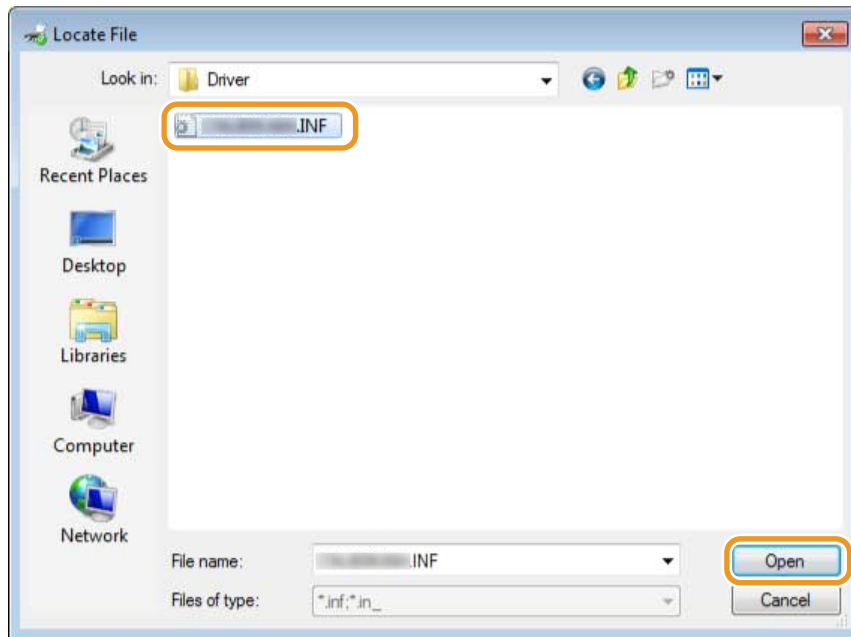 Locate File
Look in:
Driver
.INF
Recent Places
Desktop
Libraries
Computer
Network
File name:
.INF
Open
Files of type:
*.inf;*.in_
Cancel